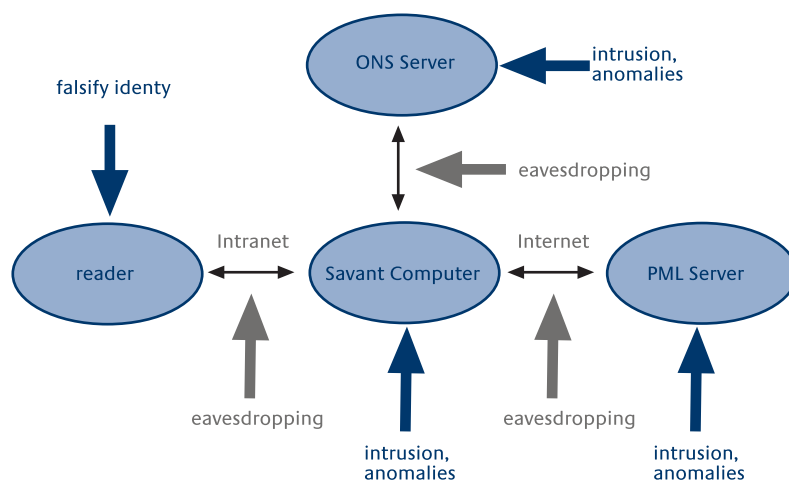 ONS Server
intrusion,
anomalies
falsify identy
eavesdropping
Intranet
Internet
reader
Savant Computer
PML Server
eavesdropping
eavesdropping
intrusion,
anomalies
intrusion,
anomalies